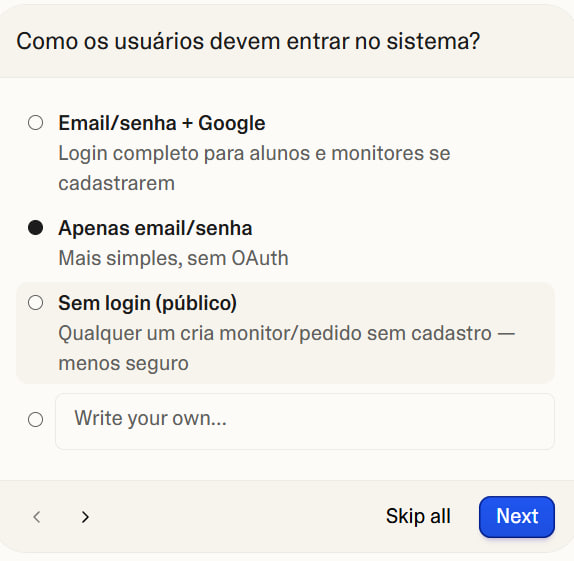 Como os usuários devem entrar no sistema?
Email/senha + Google
Login completo para alunos e monitores se
cadastrarem
Apenas email/senha
Mais simples, sem OAuth
Sem login (público)
Qualquer um cria monitor/pedido sem cadastro —
menos seguro
Write your own...
Skip all
Next